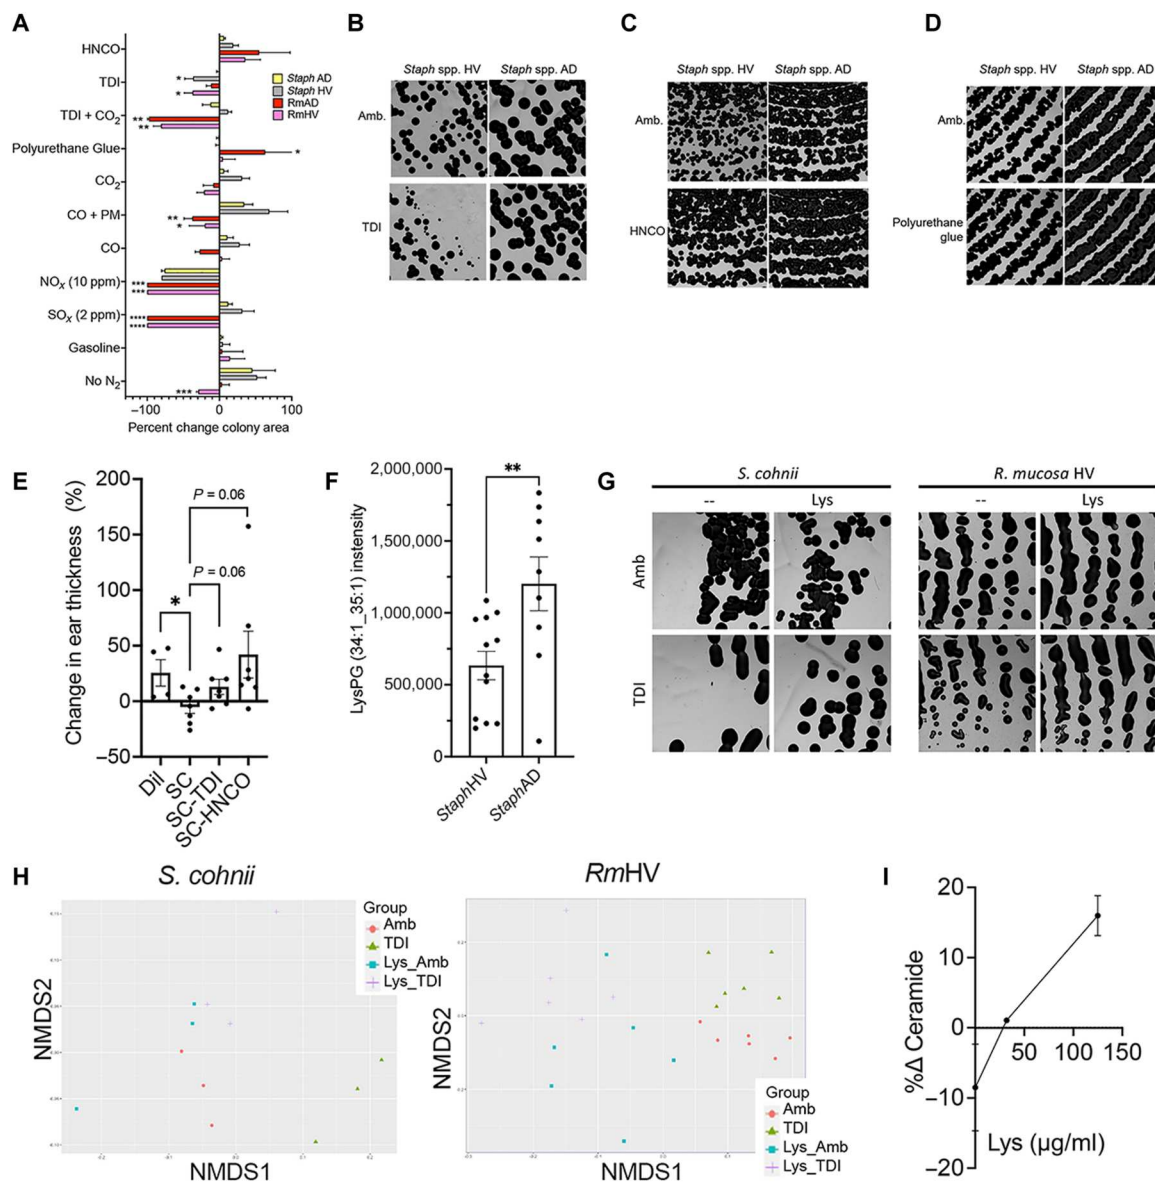 A
HNCO
TDI
TDI + CO2
Polyurethane Glue
CO2
CO + PM
CO
NOx (10 ppm)
SOx (2 ppm)
Gasoline
No N2
*
*
**
**
*
**
*
***
***
****
****
***
Staph AD
Staph HV
RmAD
RmHV
−100 0 100
Percent change colony area
B
Staph spp. HV Staph spp. AD
Amb.
TDI
C
Staph spp. HV Staph spp. AD
Amb.
HNCO
D
Staph spp. HV Staph spp. AD
Amb.
Polyurethane
glue
E
Change in ear thickness (%)
200
150
100
50
0
−50
P = 0.06
P = 0.06
*
Dil
SC
SC-TDI
SC-HNCO
F
LysPG (34:1_35:1) instensity
2,000,000
1,500,000
1,000,000
500,000
0
**
StaphHV
StaphAD
G
S. cohnii R. mucosa HV
-- Lys -- Lys
Amb
TDI
H
S. cohnii
NMDS2
NMDS1
Group
Amb
TDI
Lys_Amb
Lys_TDI
RmHV
NMDS2
NMDS1
Group
Amb
TDI
Lys_Amb
Lys_TDI
I
%Δ Ceramide
20
10
0
−10
−20
50 100 150
Lys (μg/ml)